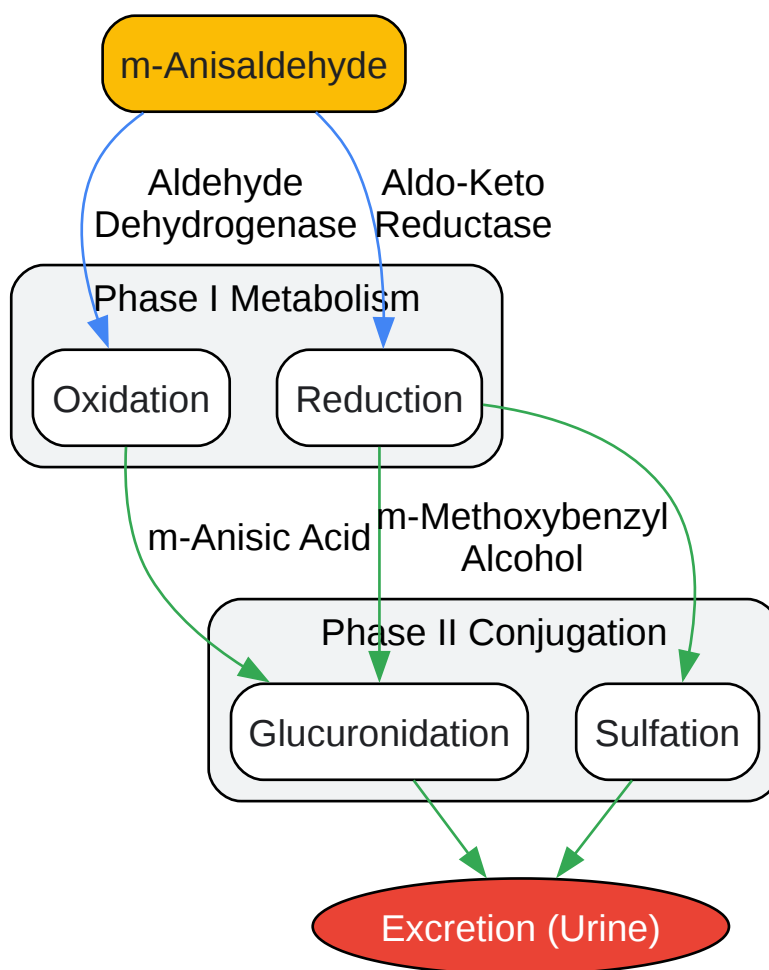 m-Anisaldehyde
Aldehyde
Dehydrogenase
Aldo-Keto
Reductase
Phase I Metabolism
Oxidation
Reduction
m-Anisic Acid
m-Methoxybenzyl
Alcohol
Phase II Conjugation
Glucuronidation
Sulfation
Excretion (Urine)